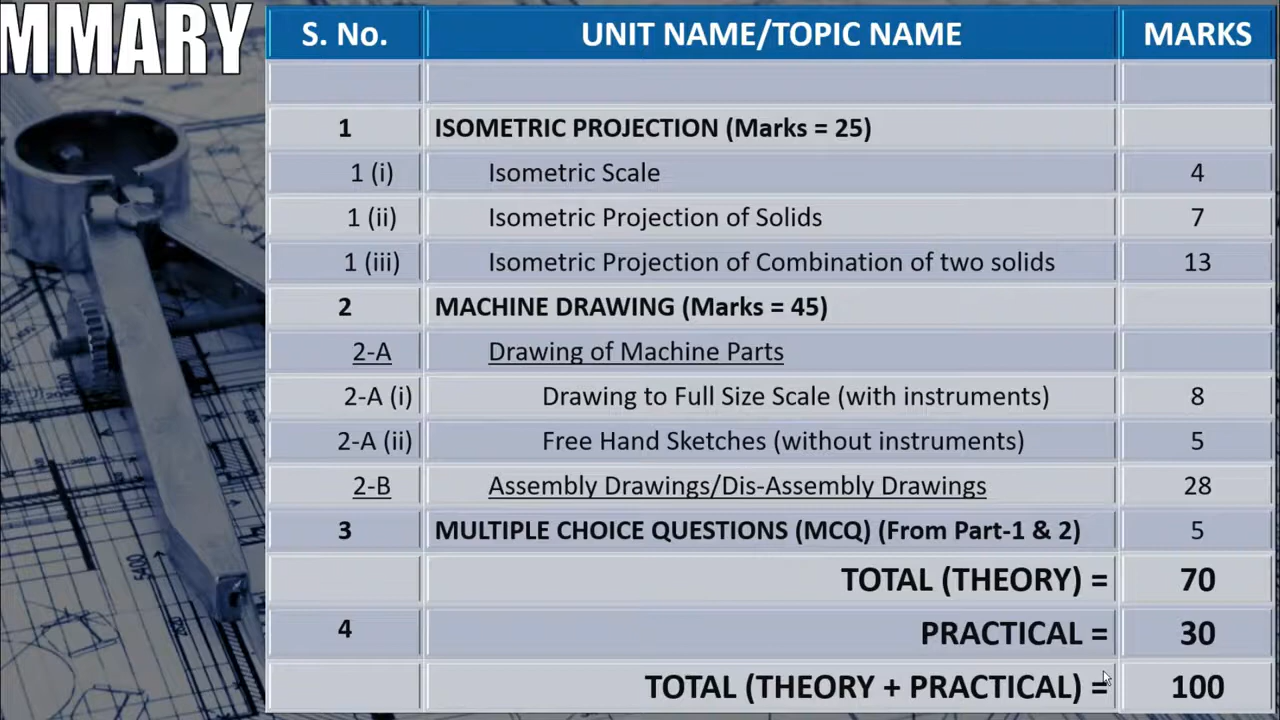 MMARY
S. No. UNIT NAME/TOPIC NAME MARKS
1 ISOMETRIC PROJECTION (Marks = 25)
1 (i) Isometric Scale 4
1 (ii) Isometric Projection of Solids 7
1 (iii) Isometric Projection of Combination of two solids 13
2 MACHINE DRAWING (Marks = 45)
2-A Drawing of Machine Parts
2-A (i) Drawing to Full Size Scale (with instruments) 8
2-A (ii) Free Hand Sketches (without instruments) 5
2-B Assembly Drawings/Dis-Assembly Drawings 28
3 MULTIPLE CHOICE QUESTIONS (MCQ) (From Part-1 & 2) 5
TOTAL (THEORY) = 70
4 PRACTICAL = 30
TOTAL (THEORY + PRACTICAL) = 100